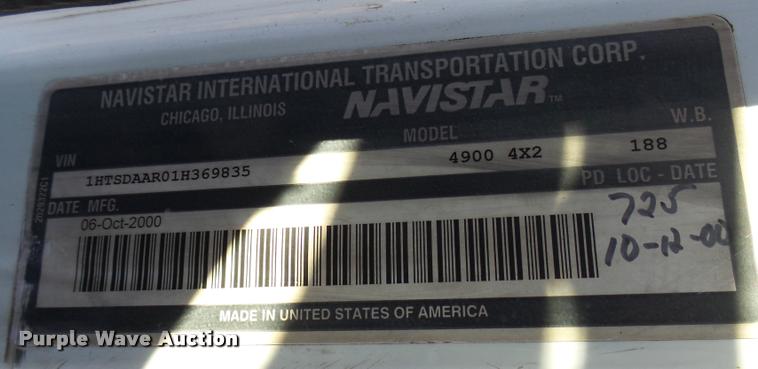 NAVISTAR INTERNATIONAL TRANSPORTATION CORP.
CHICAGO, ILLINOIS NAVISTAR™
VIN MODEL W.B.
1HTSDAAR01H369835 4900 4X2 188
DATE MFG. PD LOC - DATE
06-Oct-2000 725
10-12-00
MADE IN UNITED STATES OF AMERICA
Purple Wave Auction